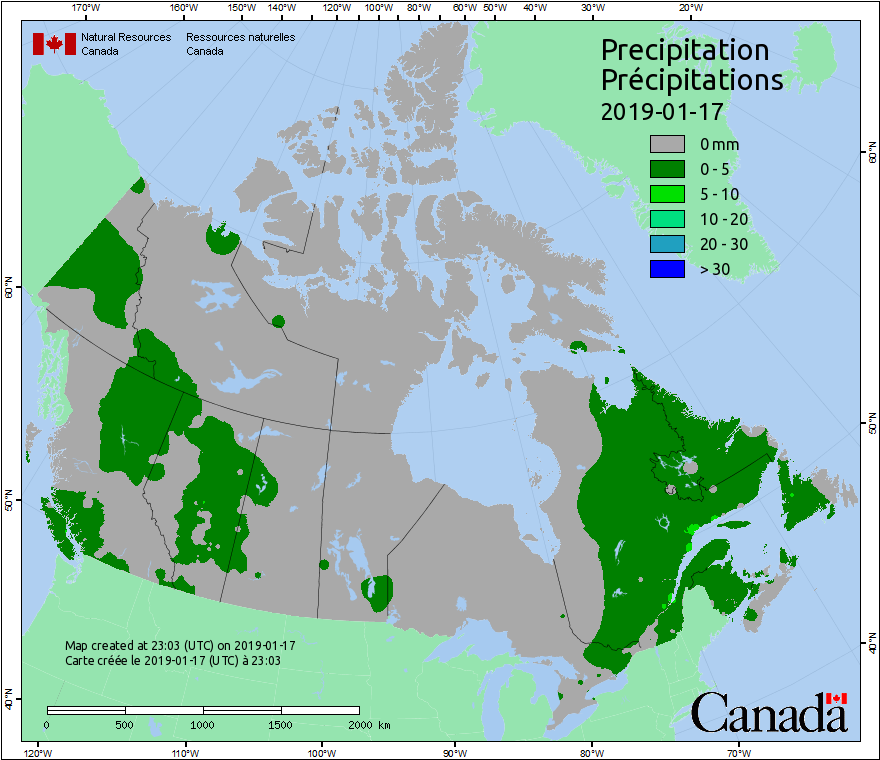 170°W 160°W 150°W 140°W 120°W 100°W 80°W 60°W 50°W 40°W 30°W 20°W
Natural Resources Ressources naturelles
Canada Canada
Precipitation
Précipitations
2019-01-17
0 mm
0 - 5
5 - 10
10 - 20
20 - 30
> 30
60°N
60°N
50°N
50°N
40°N
40°N
Map created at 23:03 (UTC) on 2019-01-17
Carte créée le 2019-01-17 (UTC) à 23:03
0 500 1000 1500 2000 km
Canada
120°W 110°W 100°W 90°W 80°W 70°W